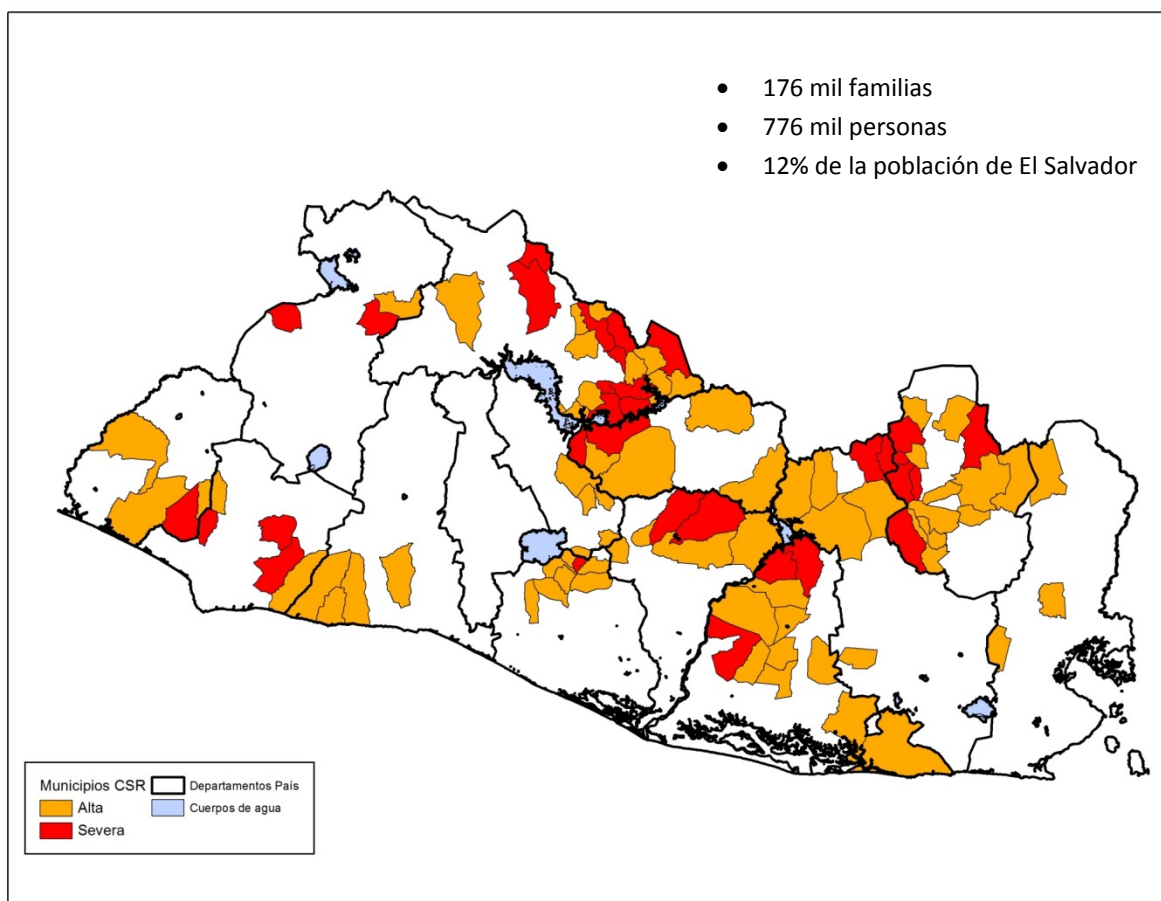 • 176 mil familias
• 776 mil personas
• 12% de la población de El Salvador
Municipios CSR
Departamentos País
Alta
Cuerpos de agua
Severa